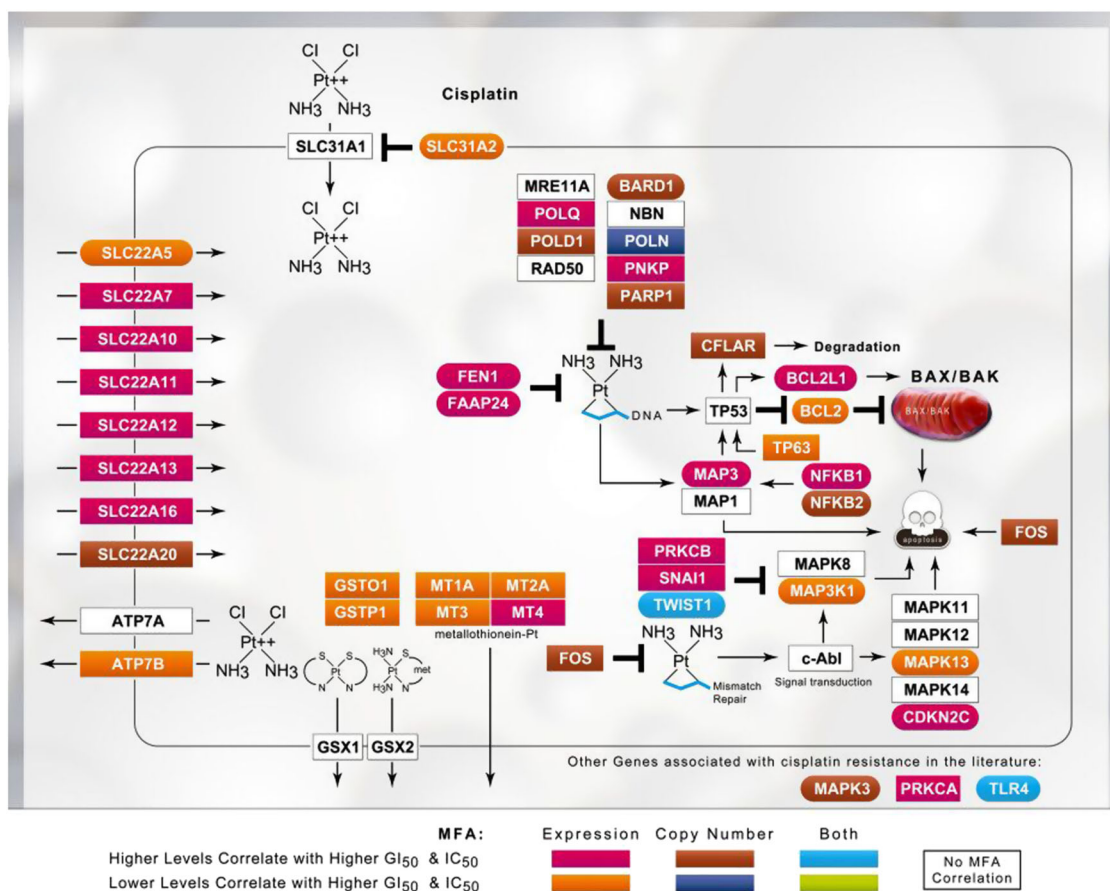 Cl Cl
Pt++
NH3 NH3
Cisplatin
SLC31A1
SLC31A2
Cl Cl
Pt++
NH3 NH3
MRE11A
BARD1
POLQ
NBN
POLD1
POLN
RAD50
PNKP
PARP1
SLC22A5
SLC22A7
SLC22A10
SLC22A11
SLC22A12
SLC22A13
SLC22A16
SLC22A20
ATP7A
ATP7B
FEN1
FAAP24
NH3 NH3
Pt
DNA
CFLAR
Degradation
BCL2L1
BAX/BAK
TP53
BCL2
BAX/BAK
TP63
MAP3
MAP1
NFKB1
NFKB2
apoptosis
FOS
PRKCB
SNAI1
TWIST1
MAPK8
MAP3K1
GSTO1
GSTP1
MT1A
MT2A
MT3
MT4
metallothionein-Pt
Cl Cl
Pt++
NH3 NH3
S S
Pt
N N
H3N S
Pt met
H3N N
GSX1
GSX2
FOS
NH3 NH3
Pt
Mismatch
Repair
c-Abl
Signal transduction
MAPK11
MAPK12
MAPK13
MAPK14
CDKN2C
Other Genes associated with cisplatin resistance in the literature:
MAPK3
PRKCA
TLR4
MFA: Expression Copy Number Both
Higher Levels Correlate with Higher GI50 & IC50
Lower Levels Correlate with Higher GI50 & IC50
No MFA
Correlation